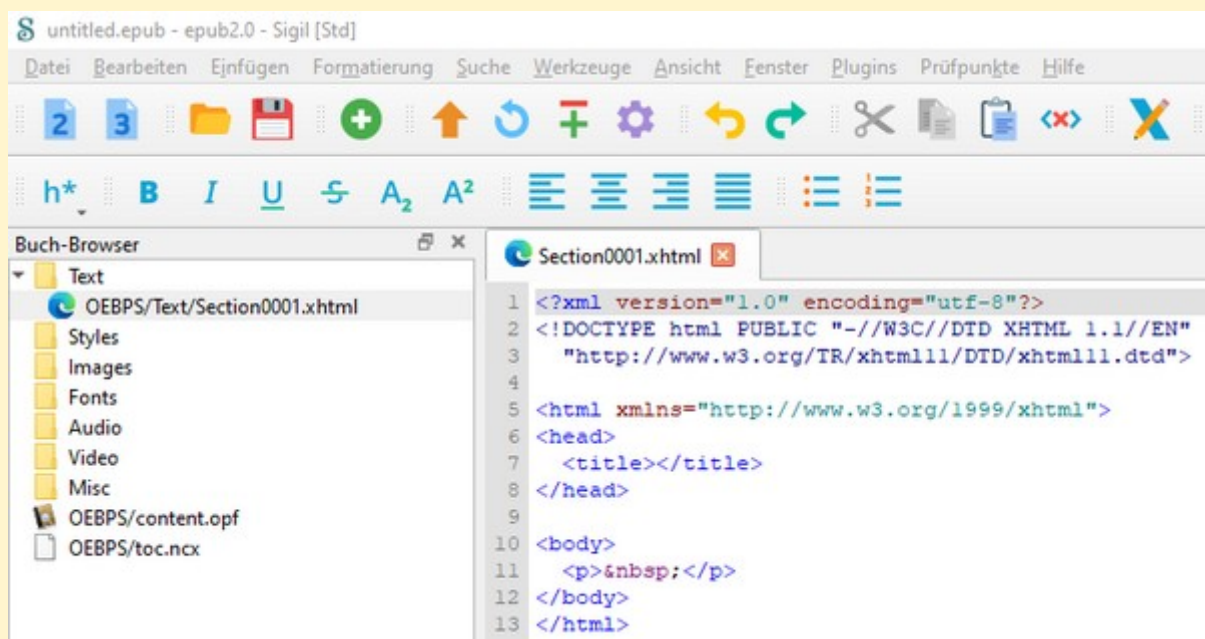 untitled.epub - epub2.0 - Sigil [Std]
Datei Bearbeiten Einfügen Formatierung Suche Werkzeuge Ansicht Fenster Plugins Prüfpunkte Hilfe
2 3
h* B I U S A₂ A²
Buch-Browser
Section0001.xhtml
Text
OEBPS/Text/Section0001.xhtml
Styles
Images
Fonts
Audio
Video
Misc
OEBPS/content.opf
OEBPS/toc.ncx
1 <?xml version="1.0" encoding="utf-8"?>
2 <!DOCTYPE html PUBLIC "-//W3C//DTD XHTML 1.1//EN"
3   "http://www.w3.org/TR/xhtml11/DTD/xhtml11.dtd">
4
5 <html xmlns="http://www.w3.org/1999/xhtml">
6 <head>
7   <title></title>
8 </head>
9
10 <body>
11   <p>&nbsp;</p>
12 </body>
13 </html>